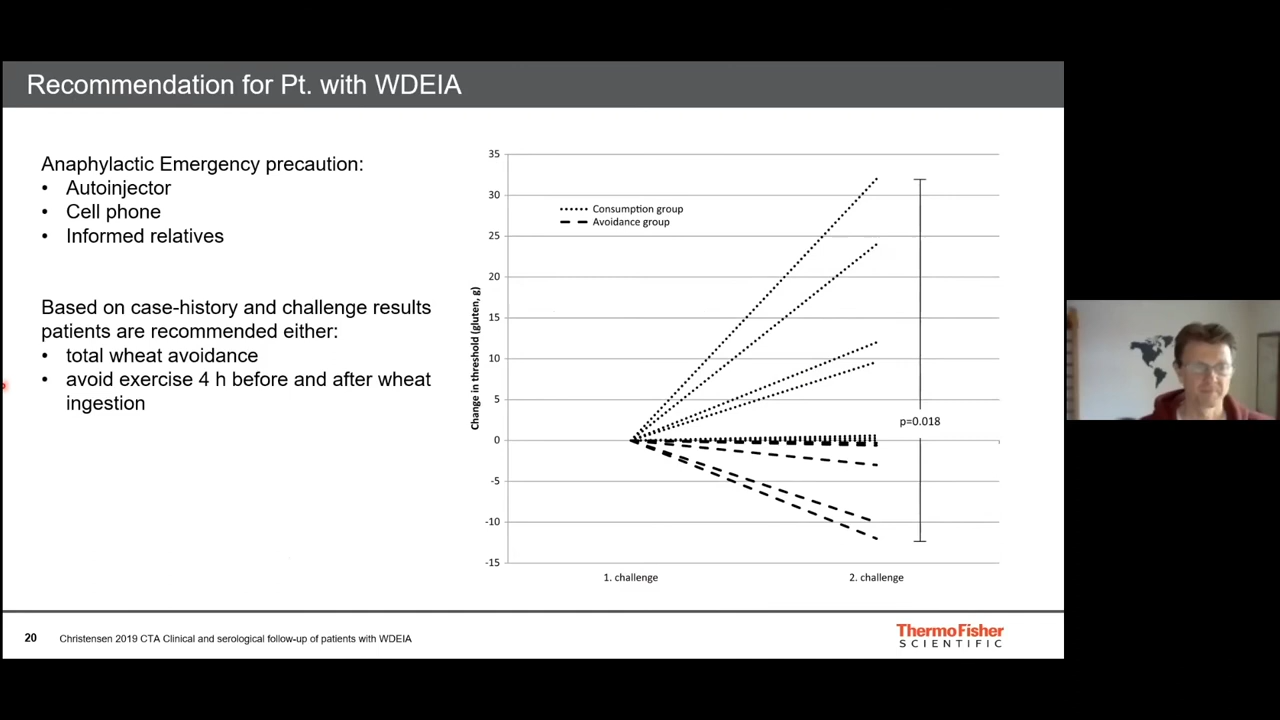 Recommendation for Pt. with WDEIA
Anaphylactic Emergency precaution:
• Autoinjector
• Cell phone
• Informed relatives
Based on case-history and challenge results
patients are recommended either:
• total wheat avoidance
• avoid exercise 4 h before and after wheat
ingestion
Change in threshold (gluten, g)
35
30
25
20
15
10
5
0
-5
-10
-15
Consumption group
Avoidance group
p=0.018
1. challenge
2. challenge
20
Christensen 2019 CTA Clinical and serological follow-up of patients with WDEIA
ThermoFisher
SCIENTIFIC